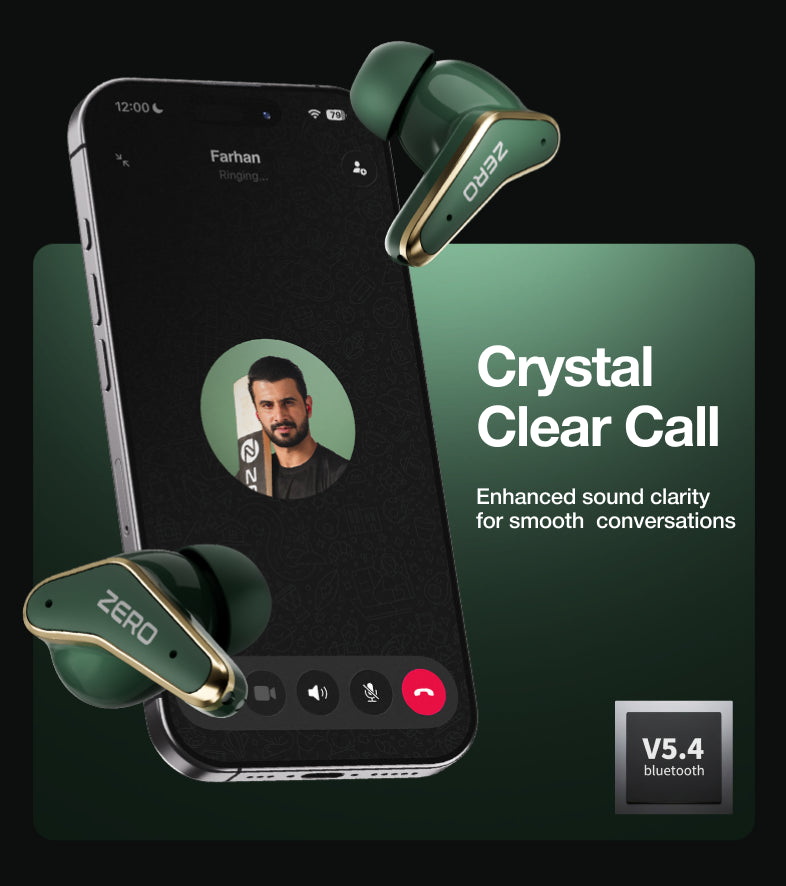 12:00
79
Farhan
Ringing...
ZERO
Crystal
Clear Call
Enhanced sound clarity
for smooth  conversations
ZERO
V5.4
bluetooth